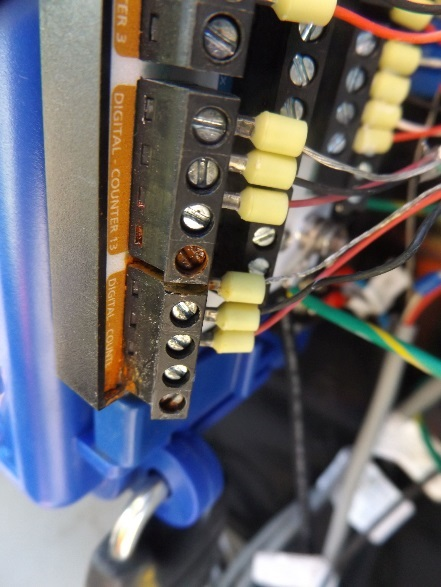 TER 3
DIGITAL - COUNTER 13
DIGITAL - COUN